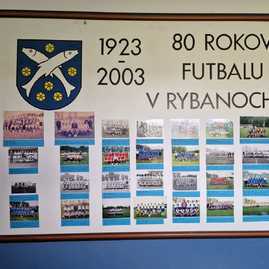 1923
-
2003
80 ROKOV
FUTBALU
V RYBANOCH